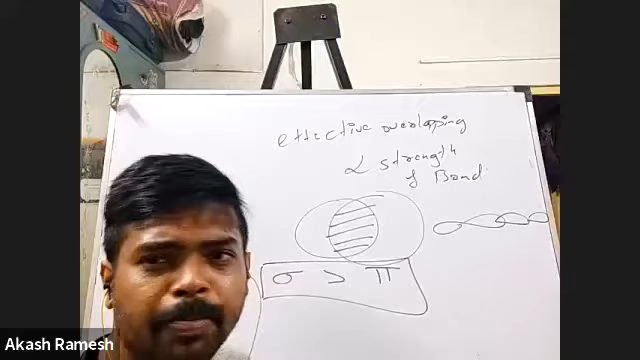 effective overlapping
∝ strength
of Bond
σ > π
Akash Ramesh